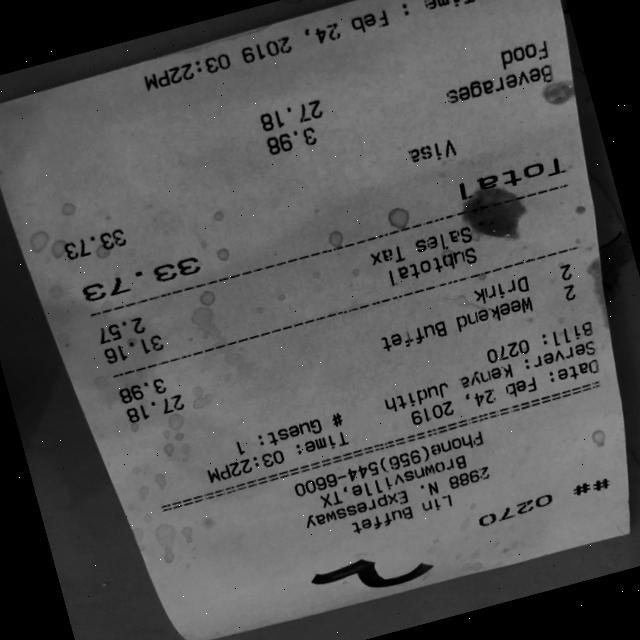 ## 0270
Lin Buffet
2988 N. Expressway
Brownsville,TX
Phone(956)544-6600
Date: Feb 24, 2019 Time: 03:22PM
Server: Kenya Judith # Guest: 1
Bill: 0270
2 Weekend Buffet 27.18
2 Drink 3.98
Subtotal 31.16
Sales Tax 2.57
Total 33.73
Visa 33.73
Beverages 3.98
Food 27.18
Time : Feb 24, 2019 03:22PM